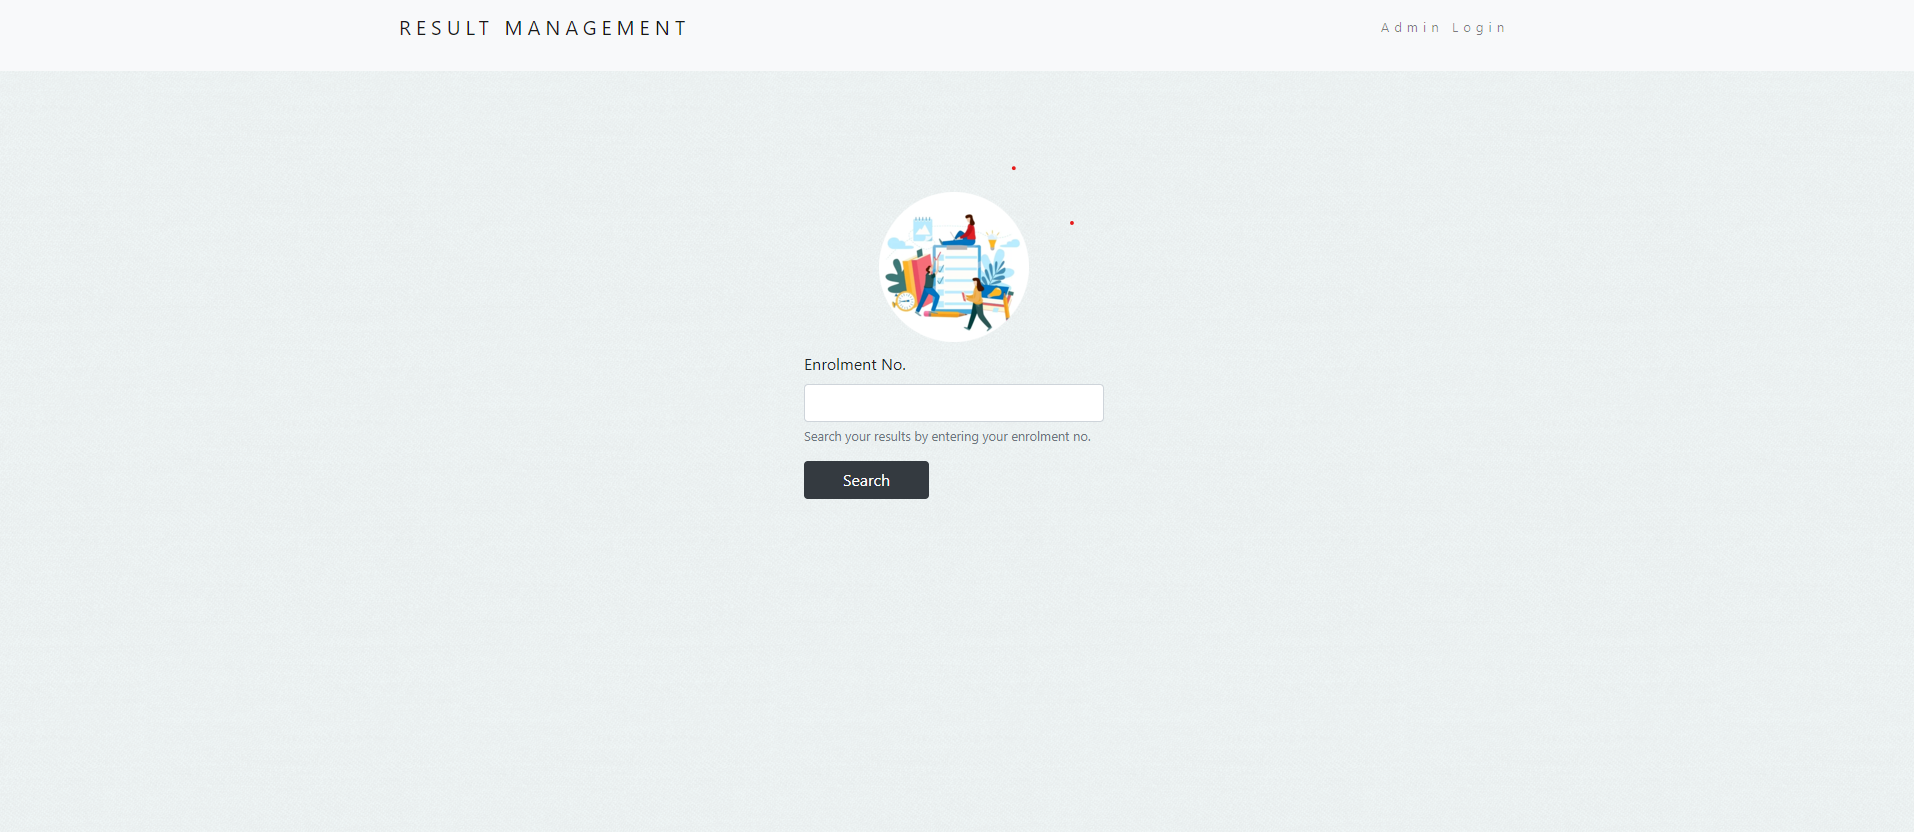 RESULT MANAGEMENT
Admin Login
Enrolment No.
Search your results by entering your enrolment no.
Search